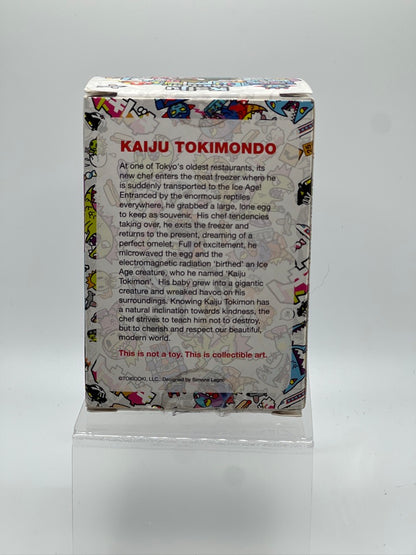 KAIJU TOKIMONDO
At one of Tokyo's oldest restaurants, its
new chef enters the meat freezer where he
is suddenly transported to the Ice Age!
Entranced by the enormous reptiles
everywhere, he grabbed a large, lone egg
to keep as souvenir. His chef tendencies
taking over, he exits the freezer and
returns to the present, dreaming of a
perfect omelet. Full of excitement, he
microwaved the egg and the
electromagnetic radiation 'birthed' an Ice
Age creature, who he named 'Kaiju
Tokimon'. His baby grew into a gigantic
creature and wreaked havoc on his
surroundings. Knowing Kaiju Tokimon has
a natural inclination towards kindness, the
chef strives to teach him not to destroy,
but to cherish and respect our beautiful,
modern world.
This is not a toy. This is collectible art.
©TOKIDOKI, LLC. Designed by Simone Legno